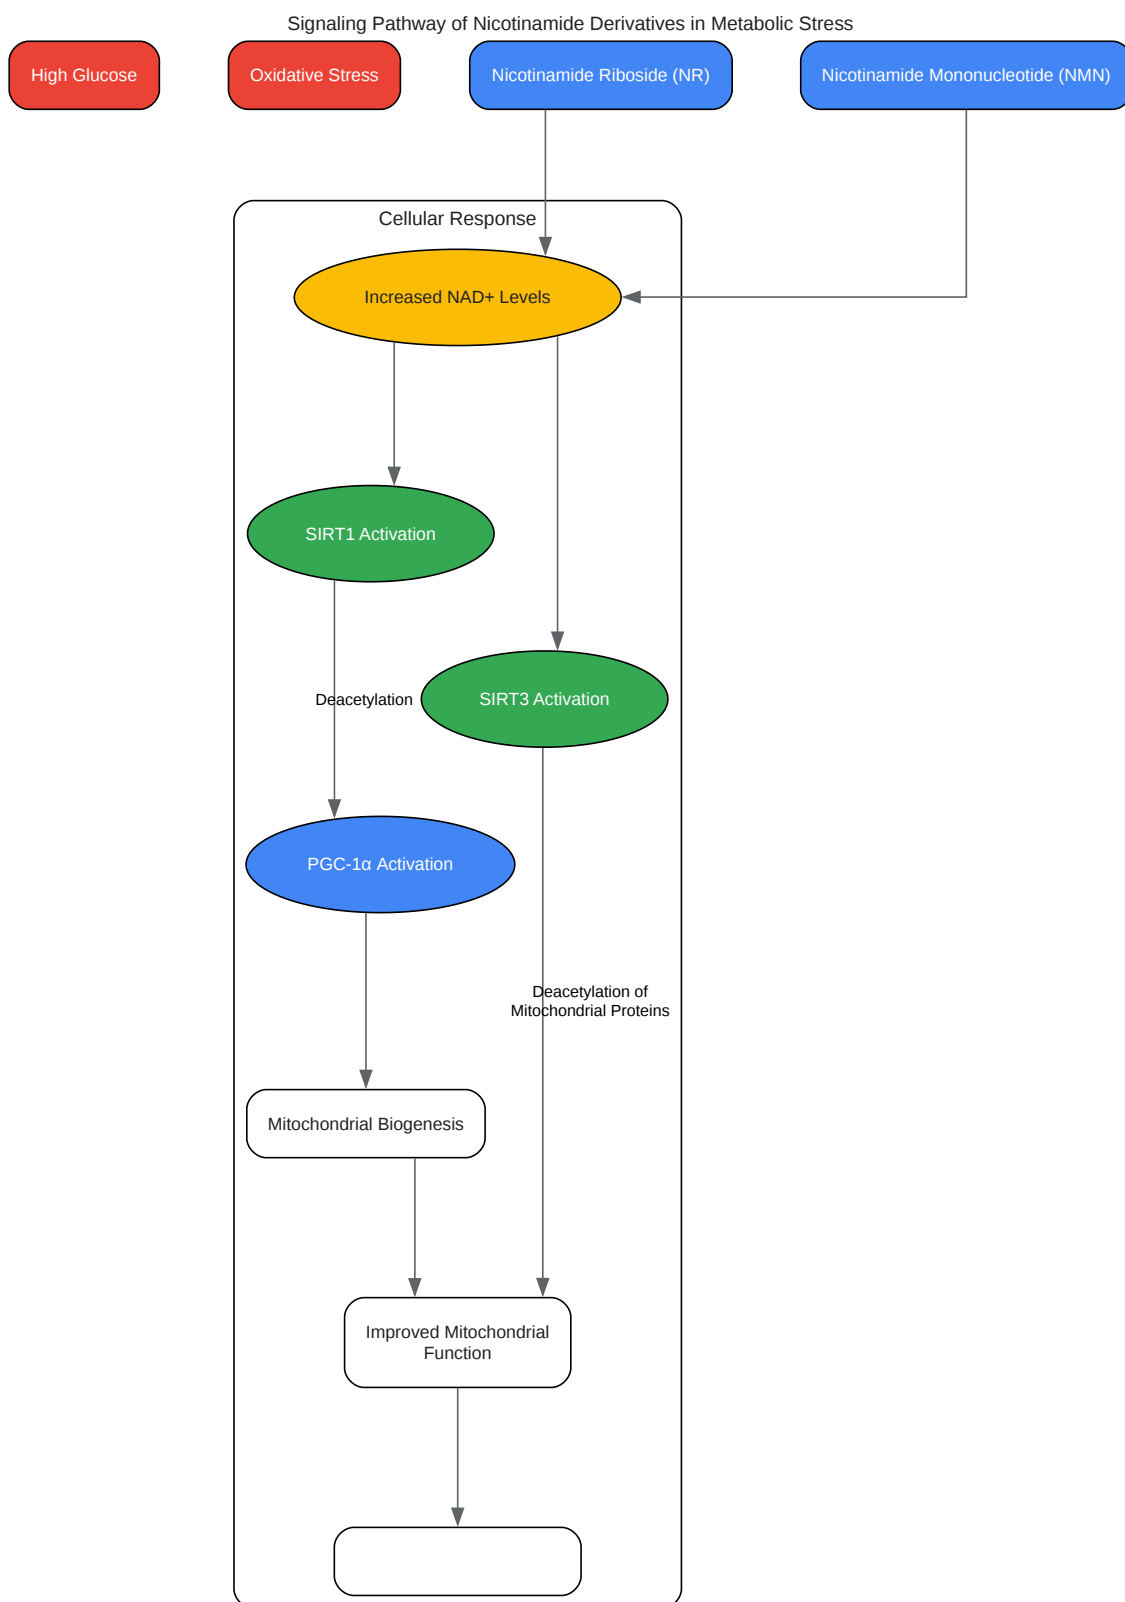 Signaling Pathway of Nicotinamide Derivatives in Metabolic Stress
High Glucose
Oxidative Stress
Nicotinamide Riboside (NR)
Nicotinamide Mononucleotide (NMN)
Cellular Response
Increased NAD+ Levels
SIRT1 Activation
Deacetylation
SIRT3 Activation
PGC-1α Activation
Deacetylation of
Mitochondrial Proteins
Mitochondrial Biogenesis
Improved Mitochondrial
Function